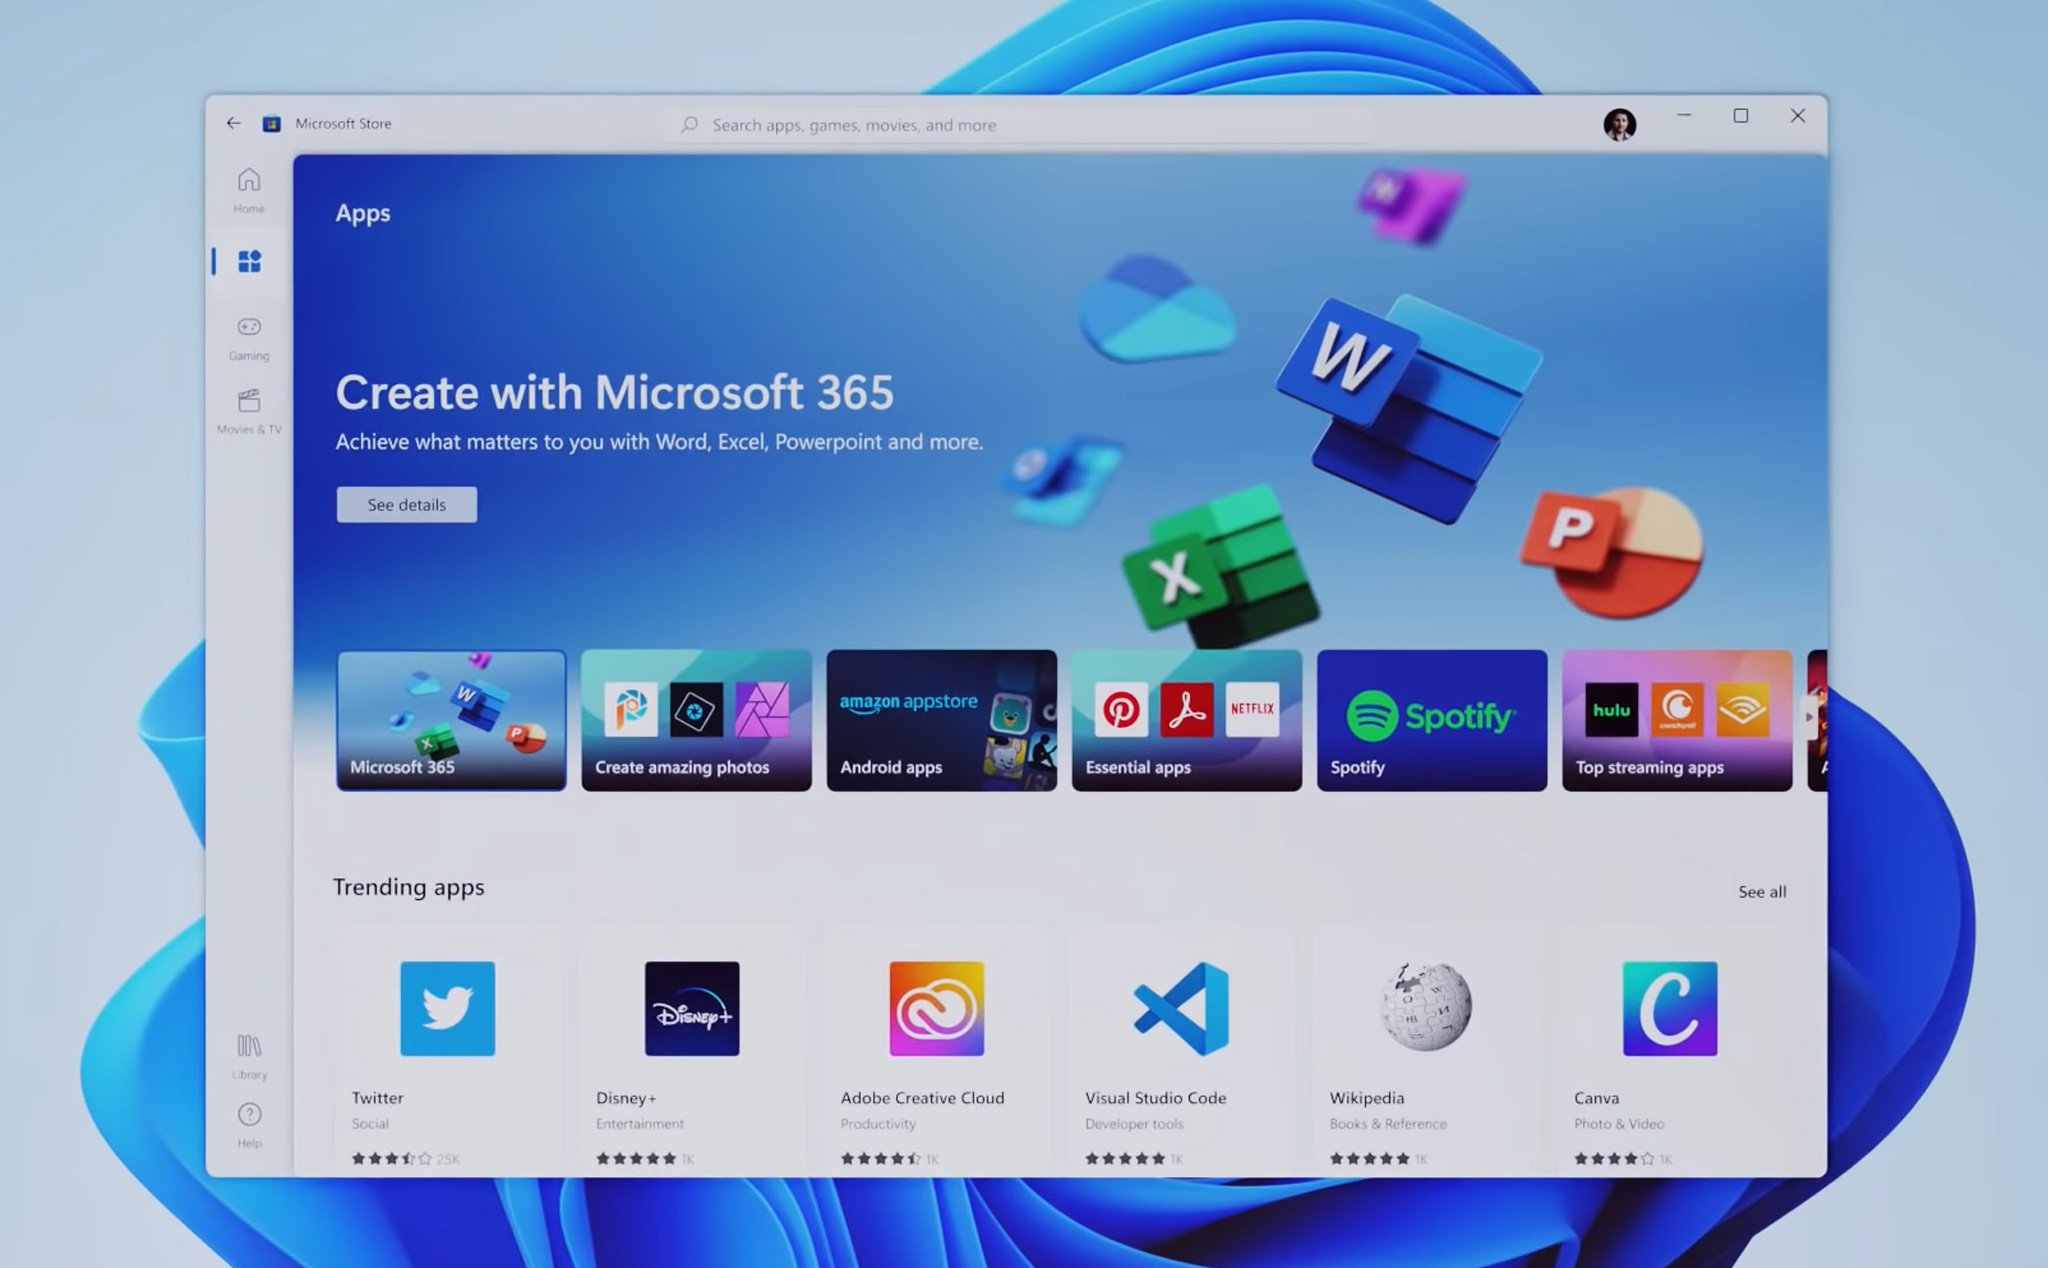 Microsoft Store
Search apps, games, movies, and more
Home
Apps
Gaming
Movies & TV
Create with Microsoft 365
Achieve what matters to you with Word, Excel, Powerpoint and more.
See details
W
X
P
W
X
P
Microsoft 365
Create amazing photos
amazon appstore
Android apps
NETFLIX
Essential apps
Spotify
Spotify
hulu
crunchyroll
Top streaming apps
Trending apps
See all
Disney+
C
Twitter
Social
25K
Disney+
Entertainment
1K
Adobe Creative Cloud
Productivity
1K
Visual Studio Code
Developer tools
1K
Wikipedia
Books & Reference
1K
Canva
Photo & Video
1K
Library
Help